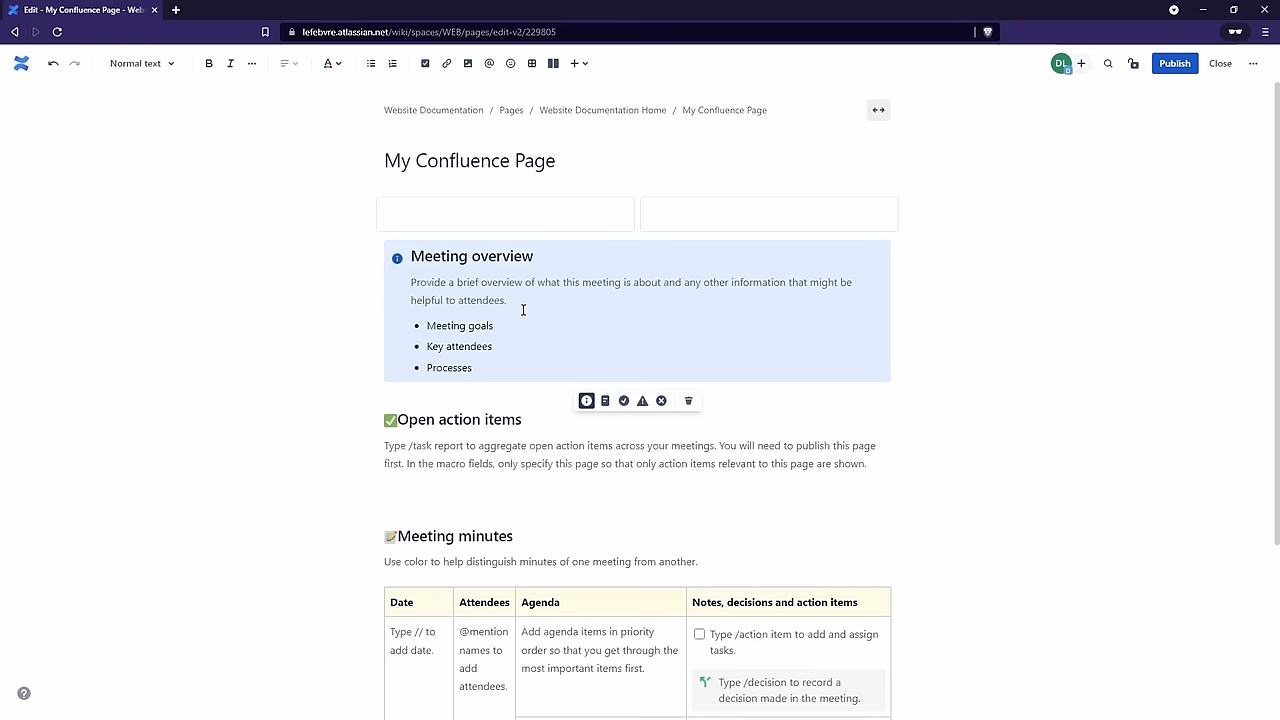 Edit - My Confluence Page - Web
lefebvre.atlassian.net/wiki/spaces/WEB/pages/edit-v2/229805
Normal text
B
I
A
DL
Publish
Close
Website Documentation / Pages / Website Documentation Home / My Confluence Page
My Confluence Page
Meeting overview
Provide a brief overview of what this meeting is about and any other information that might be
helpful to attendees.
• Meeting goals
• Key attendees
• Processes
✅Open action items
Type /task report to aggregate open action items across your meetings. You will need to publish this page
first. In the macro fields, only specify this page so that only action items relevant to this page are shown.
📝Meeting minutes
Use color to help distinguish minutes of one meeting from another.
Date
Attendees
Agenda
Notes, decisions and action items
Type // to
add date.
@mention
names to
add
attendees.
Add agenda items in priority
order so that you get through the
most important items first.
Type /action item to add and assign
tasks.
Type /decision to record a
decision made in the meeting.